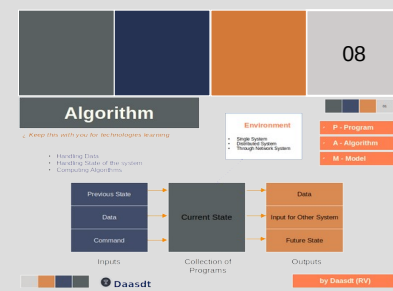 08
Algorithm
Keep this with you for technologies learning
• Handling Data
• Handling State of the system
• Computing Algorithms
Environment
• Single System
• Distributed System
• Through Network System
• P - Program
• A - Algorithm
• M - Model
Previous State
Data
Command
Current State
Data
Input for Other System
Future State
Inputs
Collection of
Programs
Outputs
Daasdt
by Daasdt (RV)